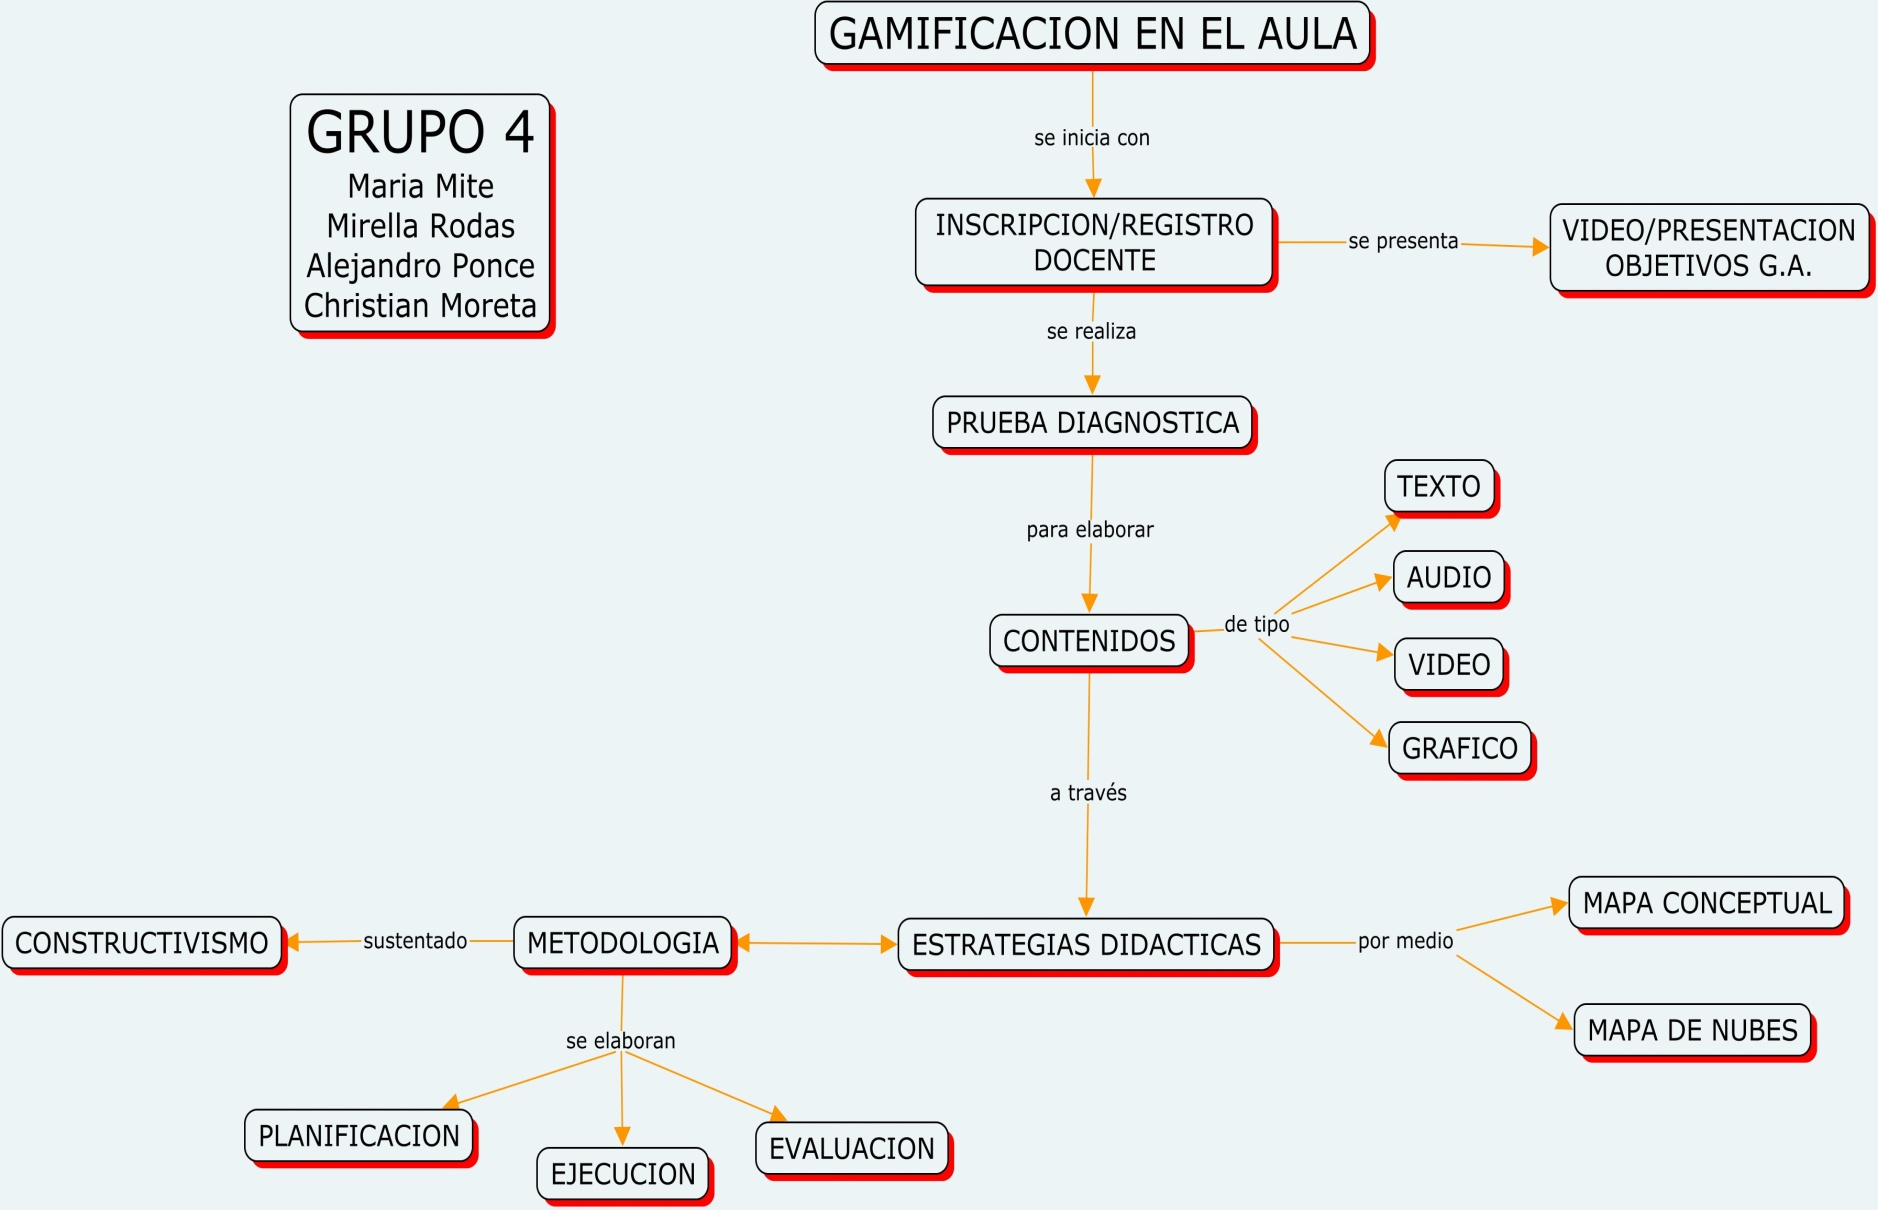 GAMIFICACION EN EL AULA
GRUPO 4
Maria Mite
Mirella Rodas
Alejandro Ponce
Christian Moreta
se inicia con
INSCRIPCION/REGISTRO
DOCENTE
se presenta
VIDEO/PRESENTACION
OBJETIVOS G.A.
se realiza
PRUEBA DIAGNOSTICA
para elaborar
CONTENIDOS
de tipo
TEXTO
AUDIO
VIDEO
GRAFICO
a través
ESTRATEGIAS DIDACTICAS
por medio
MAPA CONCEPTUAL
MAPA DE NUBES
METODOLOGIA
sustentado
CONSTRUCTIVISMO
se elaboran
PLANIFICACION
EJECUCION
EVALUACION